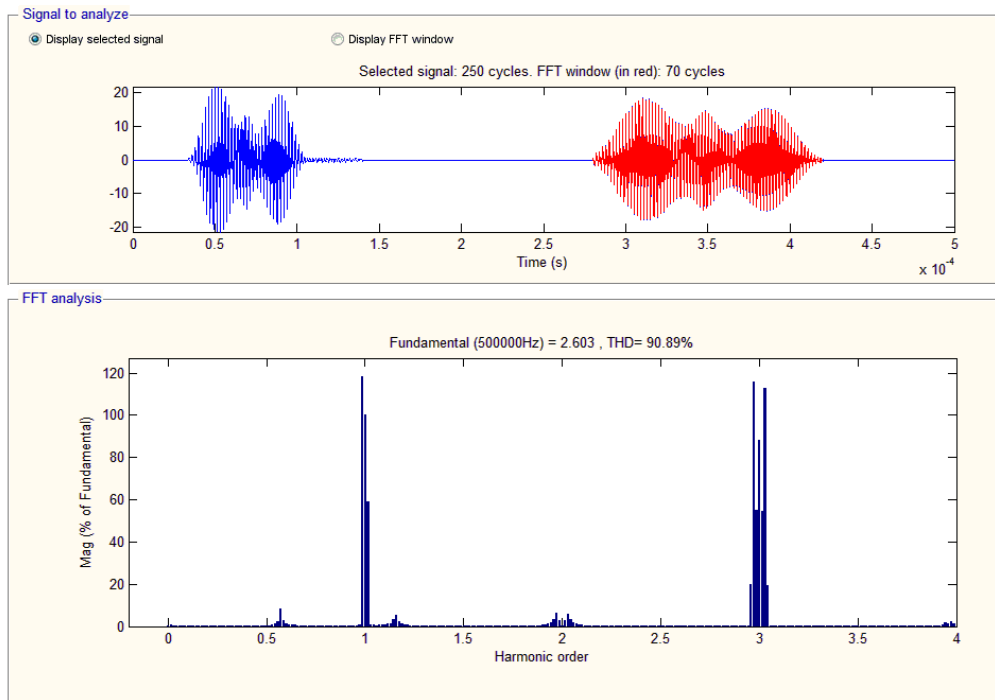 Signal to analyze
Display selected signal
Display FFT window
Selected signal: 250 cycles. FFT window (in red): 70 cycles
20
10
0
-10
-20
0 0.5 1 1.5 2 2.5 3 3.5 4 4.5 5
Time (s)
x 10^-4
FFT analysis
Fundamental (500000Hz) = 2.603 , THD= 90.89%
120
100
80
60
40
20
0
Mag (% of Fundamental)
0 0.5 1 1.5 2 2.5 3 3.5 4
Harmonic order